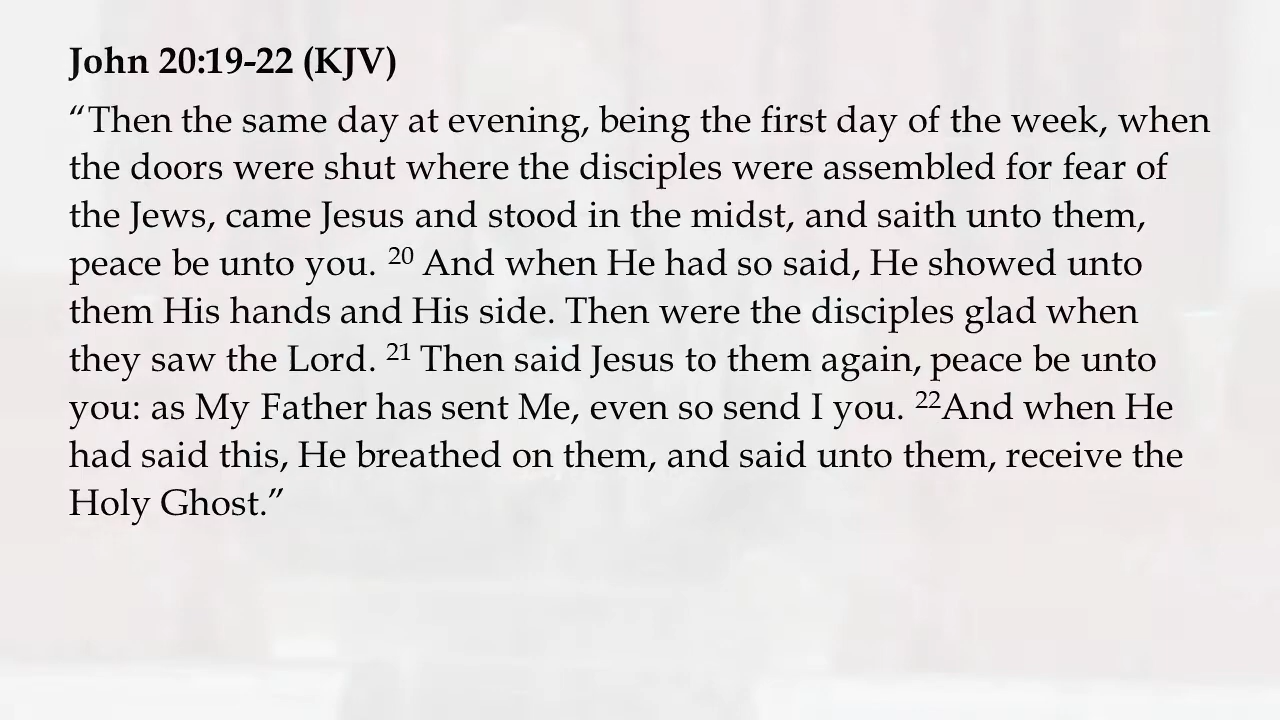 John 20:19-22 (KJV)
“Then the same day at evening, being the first day of the week, when
the doors were shut where the disciples were assembled for fear of
the Jews, came Jesus and stood in the midst, and saith unto them,
peace be unto you. 20 And when He had so said, He showed unto
them His hands and His side. Then were the disciples glad when
they saw the Lord. 21 Then said Jesus to them again, peace be unto
you: as My Father has sent Me, even so send I you. 22And when He
had said this, He breathed on them, and said unto them, receive the
Holy Ghost.”